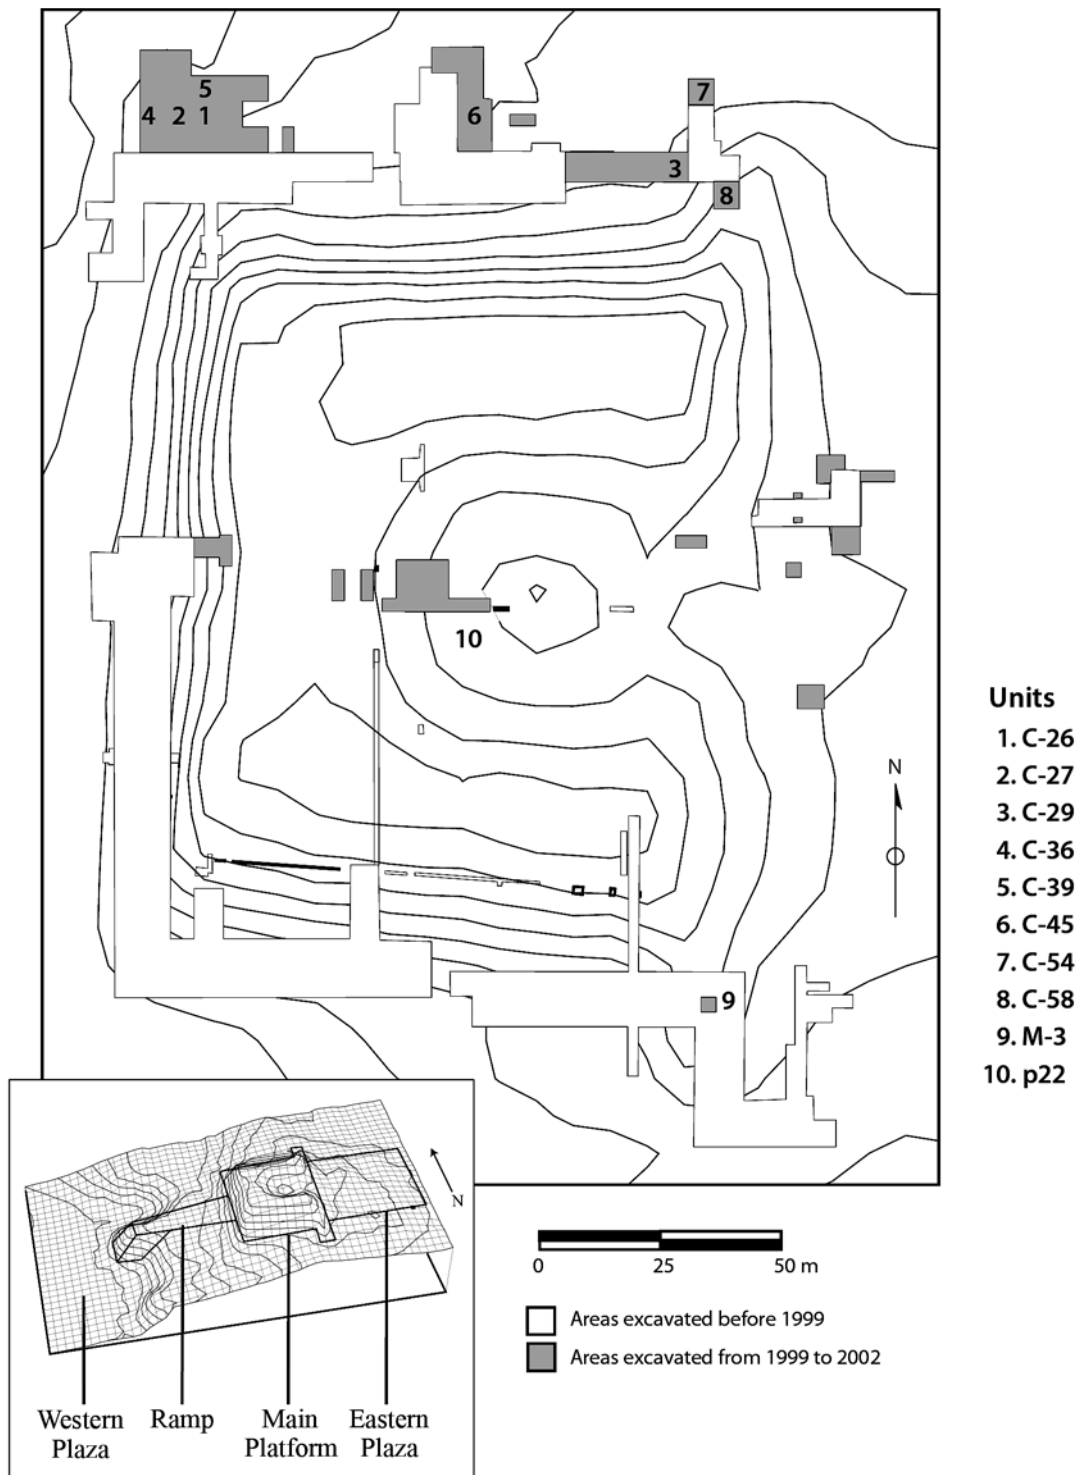 5
4 2 1
6
7
3
8
10
9
N
Units
1. C-26
2. C-27
3. C-29
4. C-36
5. C-39
6. C-45
7. C-54
8. C-58
9. M-3
10. p22
N
Western
Plaza
Ramp
Main
Platform
Eastern
Plaza
0 25 50 m
Areas excavated before 1999
Areas excavated from 1999 to 2002